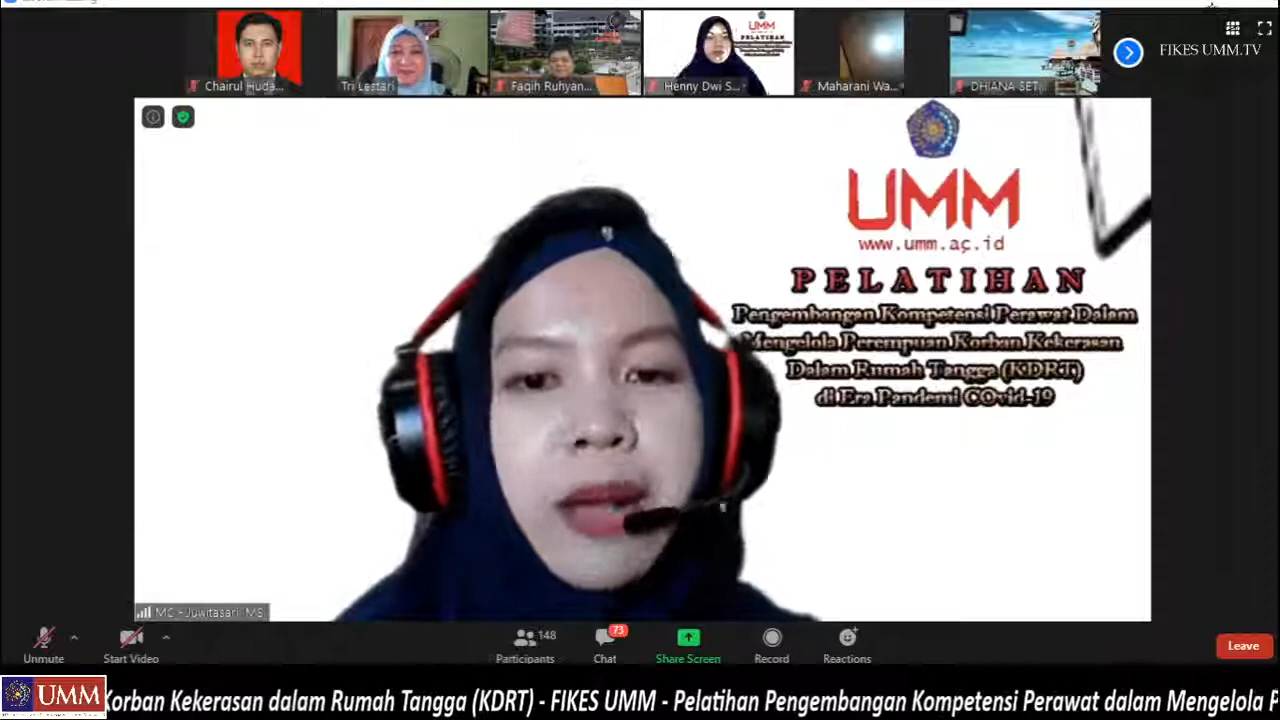 Chairul Huda...
Tri Lestari
Faqih Ruhyan...
UMM
PELATIHAN
Henny Dwi S...
Maharani Wa...
DHIANA SET...
FIKES UMM.TV
UMM
www.umm.ac.id
PELATIHAN
Pengembangan Kompetensi Perawat Dalam
Mengelola Perempuan Korban Kekerasan
Dalam Rumah Tangga (KDRT)
di Era Pandemi COvid-19
MC - Juwitasari MS
73
148
Unmute
Start Video
Participants
Chat
Share Screen
Record
Reactions
Leave
UMM
Korban Kekerasan dalam Rumah Tangga (KDRT) - FIKES UMM - Pelatihan Pengembangan Kompetensi Perawat dalam Mengelola P